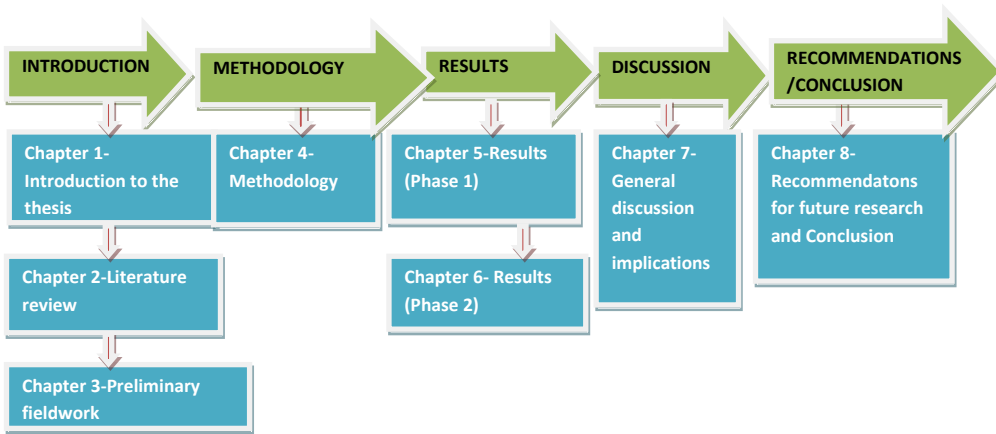 INTRODUCTION
METHODOLOGY
RESULTS
DISCUSSION
RECOMMENDATIONS
/CONCLUSION
Chapter 1-
Introduction to the
thesis
Chapter 2-Literature
review
Chapter 3-Preliminary
fieldwork
Chapter 4-
Methodology
Chapter 5-Results
(Phase 1)
Chapter 6- Results
(Phase 2)
Chapter 7-
General
discussion
and
implications
Chapter 8-
Recommendatons
for future research
and Conclusion